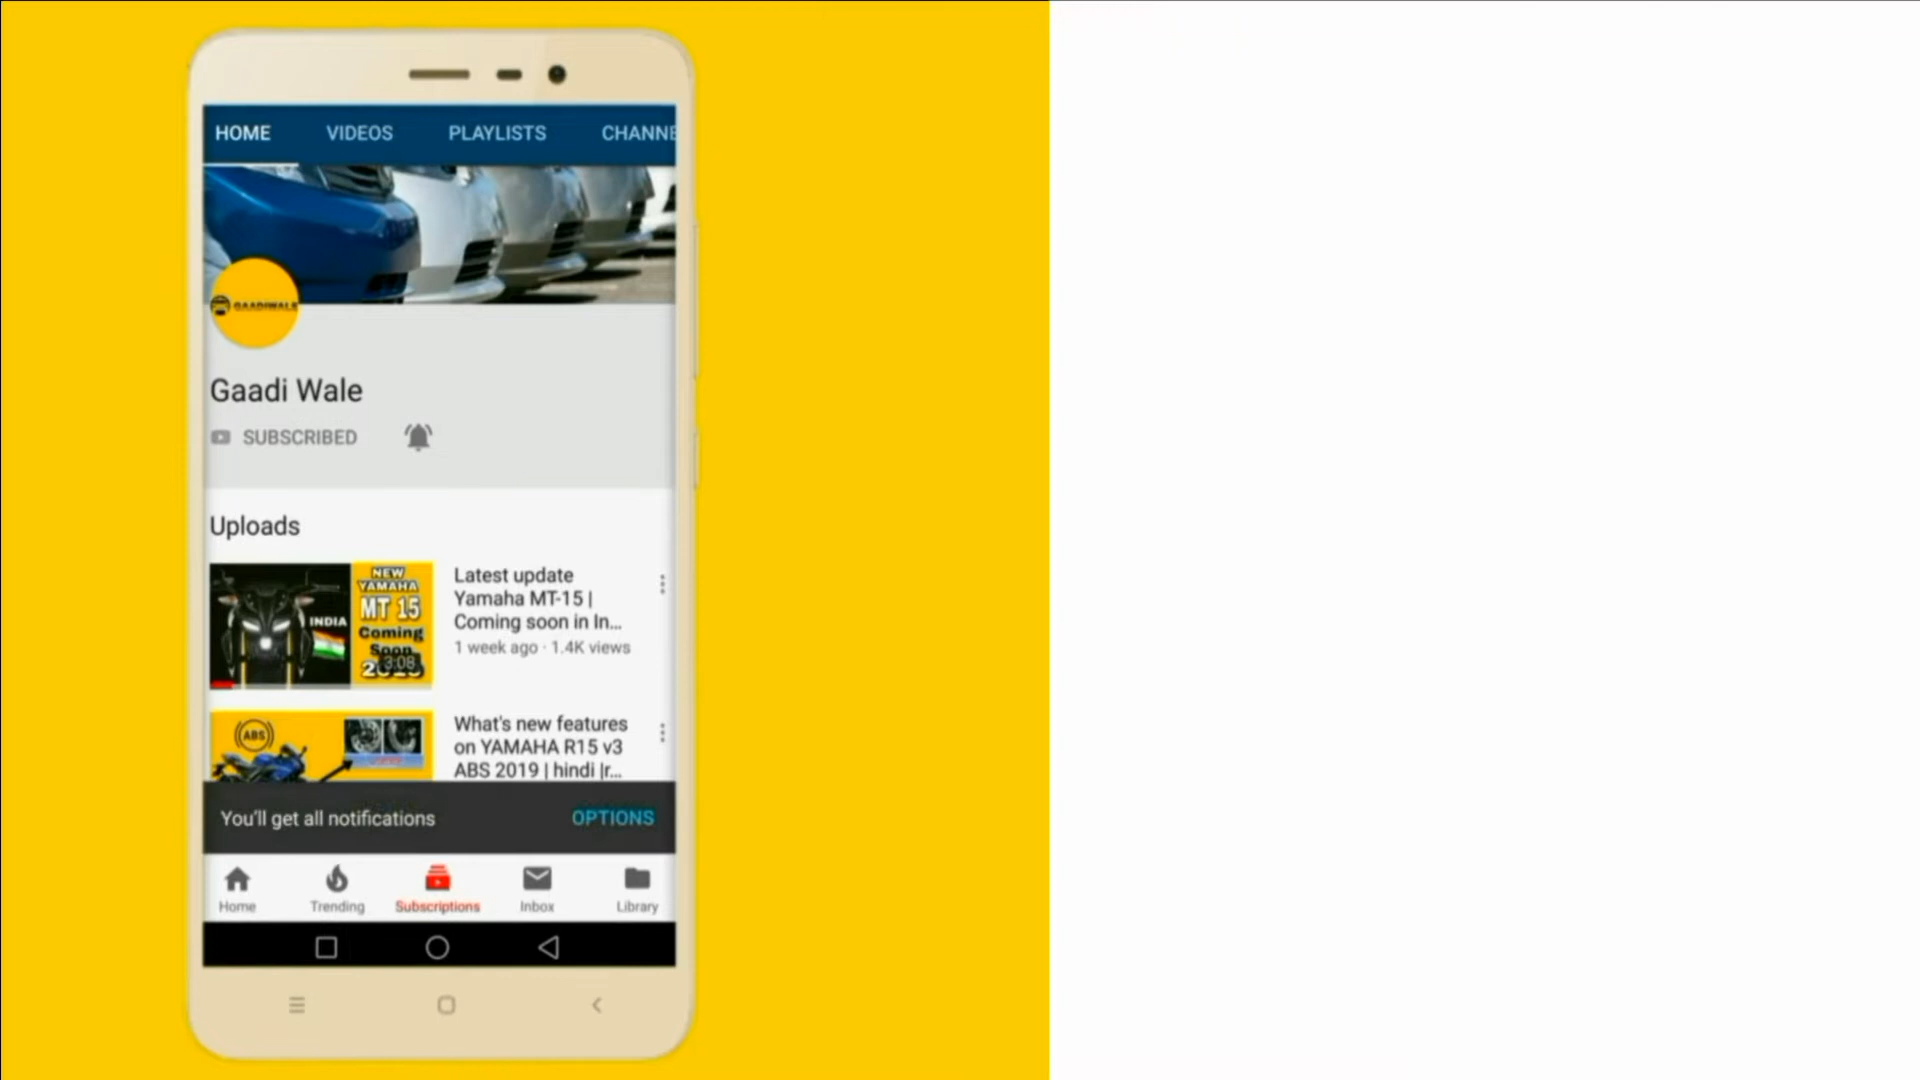 HOME VIDEOS PLAYLISTS CHANNE
GAADIWALE
Gaadi Wale
SUBSCRIBED
Uploads
NEW
YAMAHA
MT 15
INDIA
Coming
Soon
3:08
Latest update
Yamaha MT-15 |
Coming soon in In...
1 week ago · 1.4K views
ABS
What's new features
on YAMAHA R15 v3
ABS 2019 | hindi |r...
You'll get all notifications OPTIONS
Home Trending Subscriptions Inbox Library